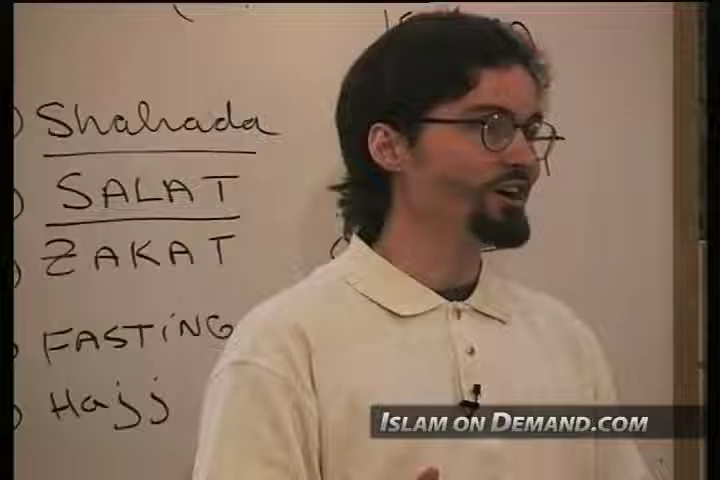 Shahada
SALAT
ZAKAT
FASTiNG
Hajj
ISLAM ON DEMAND.COM